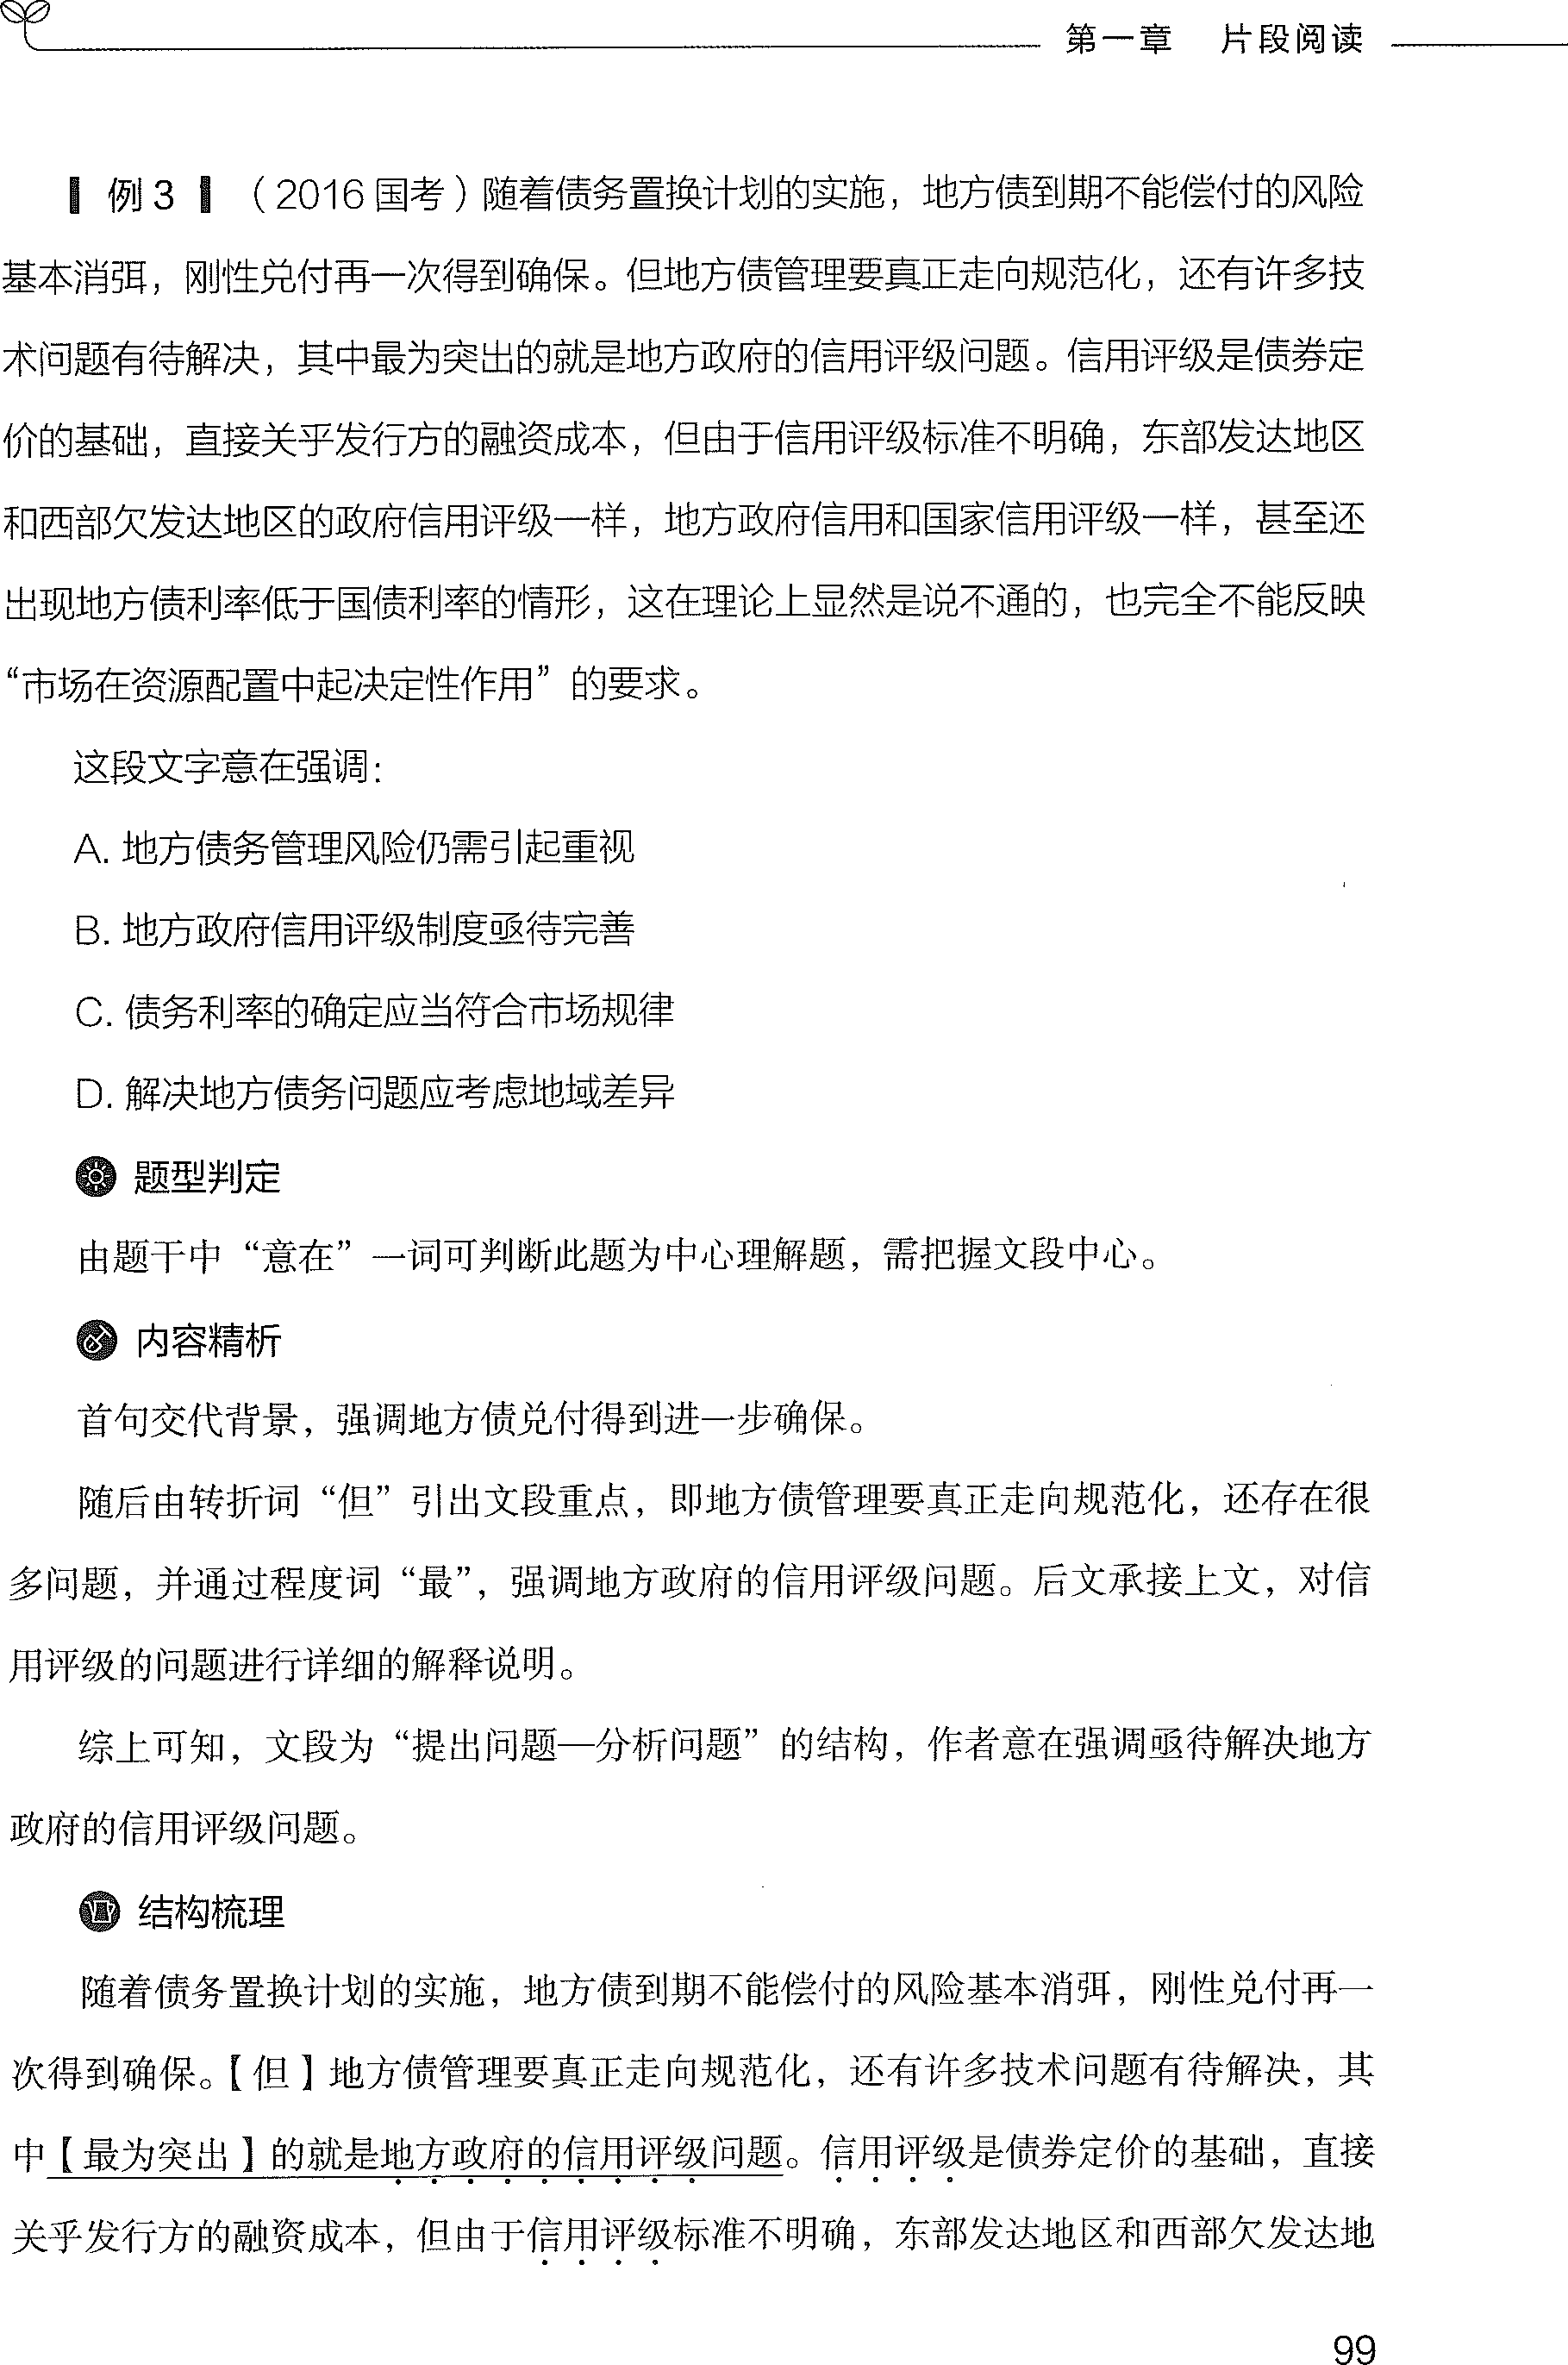 第一章 片段阅读
例3 （2016国考）随着债务置换计划的实施，地方债到期不能偿付的风险
基本消弭，刚性兑付再一次得到确保。但地方债管理要真正走向规范化，还有许多技
术问题有待解决，其中最为突出的就是地方政府的信用评级问题。信用评级是债券定
价的基础，直接关乎发行方的融资成本，但由于信用评级标准不明确，东部发达地区
和西部欠发达地区的政府信用评级一样，地方政府信用和国家信用评级一样，甚至还
出现地方债利率低于国债利率的情形，这在理论上显然是说不通的，也完全不能反映
“市场在资源配置中起决定性作用”的要求。
这段文字意在强调：
A. 地方债务管理风险仍需引起重视
B. 地方政府信用评级制度亟待完善
C. 债务利率的确定应当符合市场规律
D. 解决地方债务问题应考虑地域差异
题型判定
由题干中“意在”一词可判断此题为中心理解题，需把握文段中心。
内容精析
首句交代背景，强调地方债兑付得到进一步确保。
随后由转折词“但”引出文段重点，即地方债管理要真正走向规范化，还存在很
多问题，并通过程度词“最”，强调地方政府的信用评级问题。后文承接上文，对信
用评级的问题进行详细的解释说明。
综上可知，文段为“提出问题—分析问题”的结构，作者意在强调亟待解决地方
政府的信用评级问题。
结构梳理
随着债务置换计划的实施，地方债到期不能偿付的风险基本消弭，刚性兑付再一
次得到确保。【但】地方债管理要真正走向规范化，还有许多技术问题有待解决，其
中【最为突出】的就是地方政府的信用评级问题。信用评级是债券定价的基础，直接
关乎发行方的融资成本，但由于信用评级标准不明确，东部发达地区和西部欠发达地
99